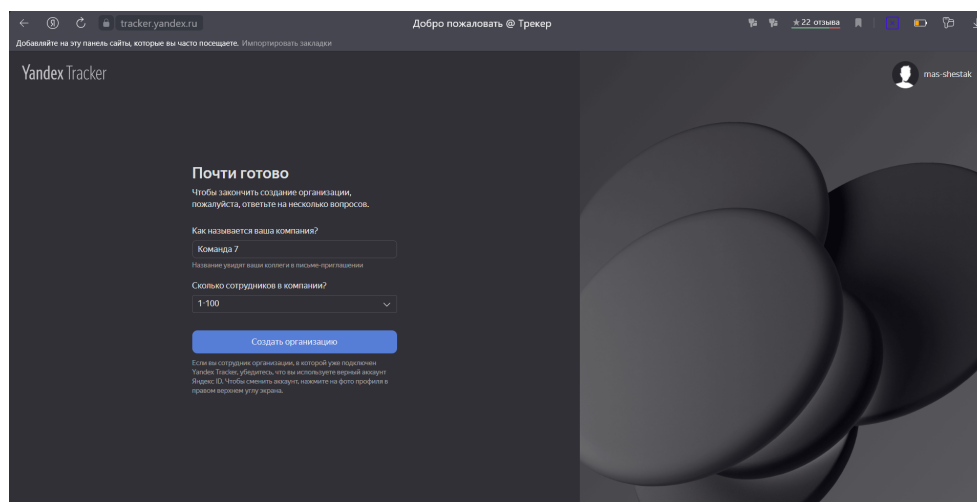 tracker.yandex.ru
Добро пожаловать @ Трекер
★22 отзыва
Добавляйте на эту панель сайты, которые вы часто посещаете. Импортировать закладки
Yandex Tracker
mas-shestak
Почти готово
Чтобы закончить создание организации,
пожалуйста, ответьте на несколько вопросов.
Как называется ваша компания?
Команда 7
Название увидят ваши коллеги в письме-приглашении
Сколько сотрудников в компании?
1-100
Создать организацию
Если вы сотрудник организации, в которой уже подключен
Yandex Tracker, убедитесь, что вы используете верный аккаунт
Яндекс ID. Чтобы сменить аккаунт, нажмите на фото профиля в
правом верхнем углу экрана.